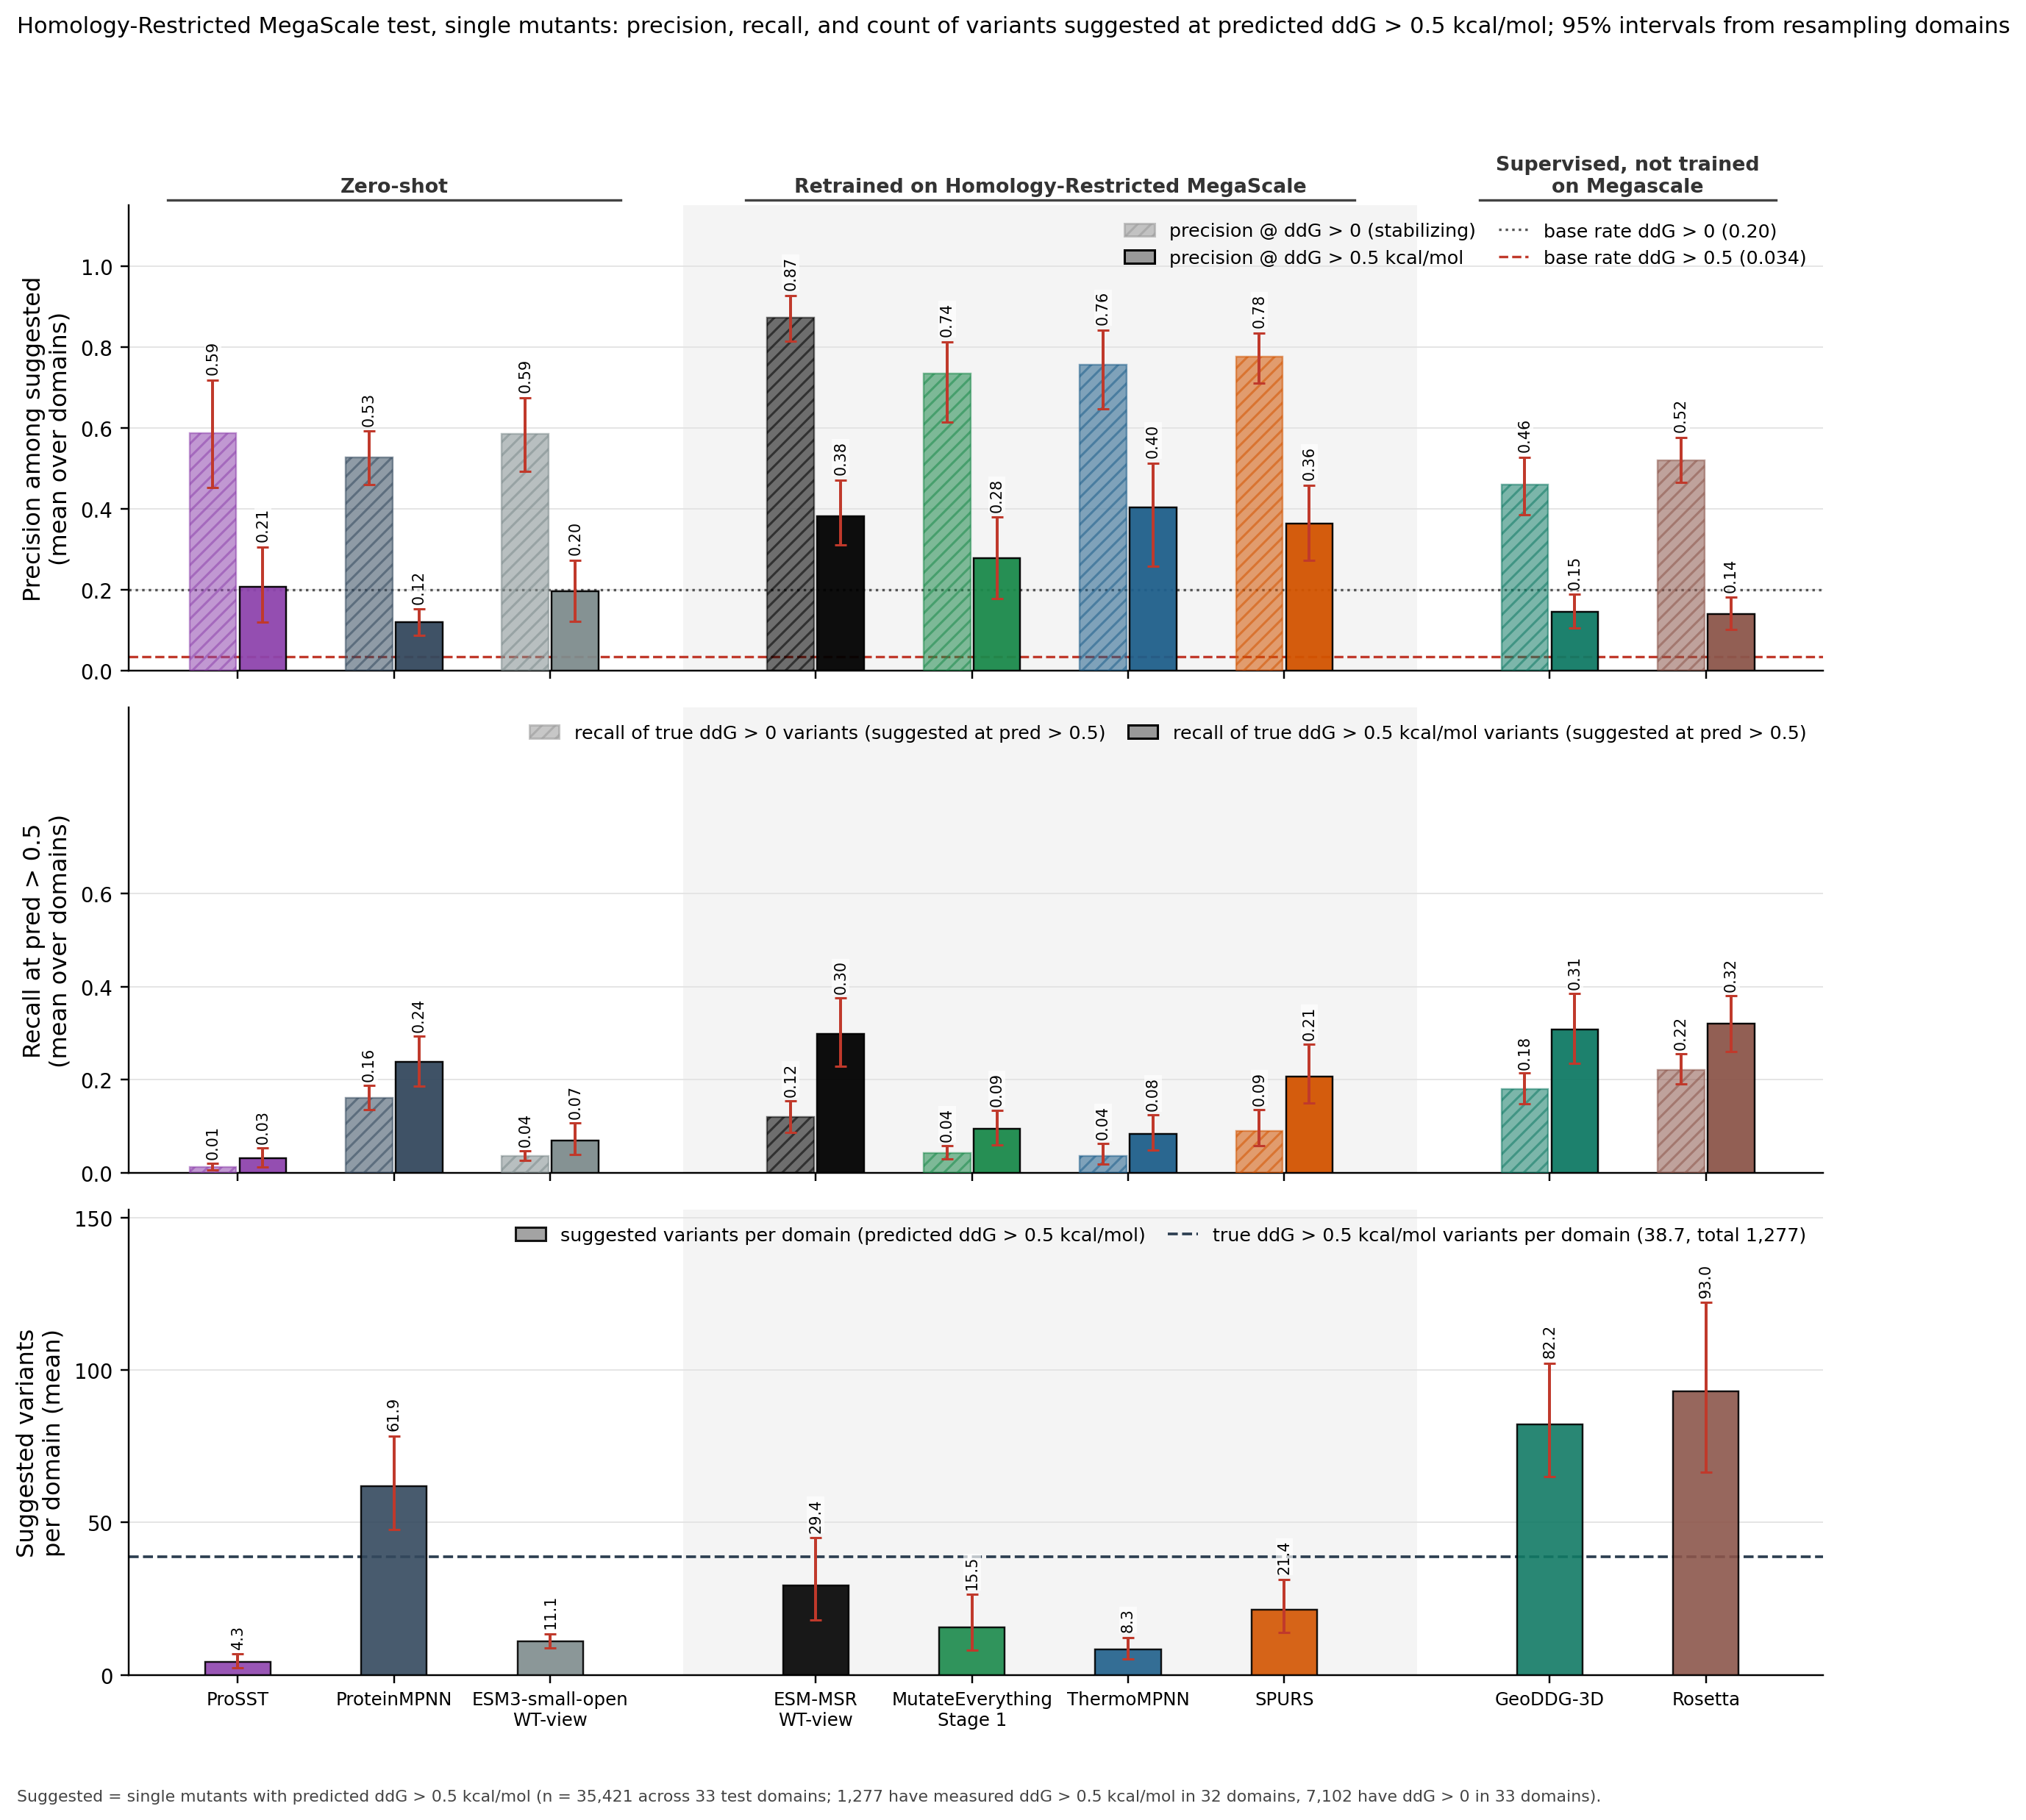 Homology-Restricted MegaScale test, single mutants: precision, recall, and count of variants suggested at predicted ddG > 0.5 kcal/mol; 95% intervals from resampling domains
Zero-shot
Retrained on Homology-Restricted MegaScale
Supervised, not trained
on Megascale
precision @ ddG > 0 (stabilizing)
precision @ ddG > 0.5 kcal/mol
base rate ddG > 0 (0.20)
base rate ddG > 0.5 (0.034)
Precision among suggested
(mean over domains)
1.0
0.8
0.6
0.4
0.2
0.0
0.59
0.21
0.53
0.12
0.59
0.20
0.87
0.38
0.74
0.28
0.76
0.40
0.78
0.36
0.46
0.15
0.52
0.14
recall of true ddG > 0 variants (suggested at pred > 0.5)
recall of true ddG > 0.5 kcal/mol variants (suggested at pred > 0.5)
Recall at pred > 0.5
(mean over domains)
0.6
0.4
0.2
0.0
0.01
0.03
0.16
0.24
0.04
0.07
0.12
0.30
0.04
0.09
0.04
0.08
0.09
0.21
0.18
0.31
0.22
0.32
suggested variants per domain (predicted ddG > 0.5 kcal/mol)
true ddG > 0.5 kcal/mol variants per domain (38.7, total 1,277)
Suggested variants
per domain (mean)
150
100
50
0
4.3
61.9
11.1
29.4
15.5
8.3
21.4
82.2
93.0
ProSST
ProteinMPNN
ESM3-small-open
WT-view
ESM-MSR
WT-view
MutateEverything
Stage 1
ThermoMPNN
SPURS
GeoDDG-3D
Rosetta
Suggested = single mutants with predicted ddG > 0.5 kcal/mol (n = 35,421 across 33 test domains; 1,277 have measured ddG > 0.5 kcal/mol in 32 domains, 7,102 have ddG > 0 in 33 domains).